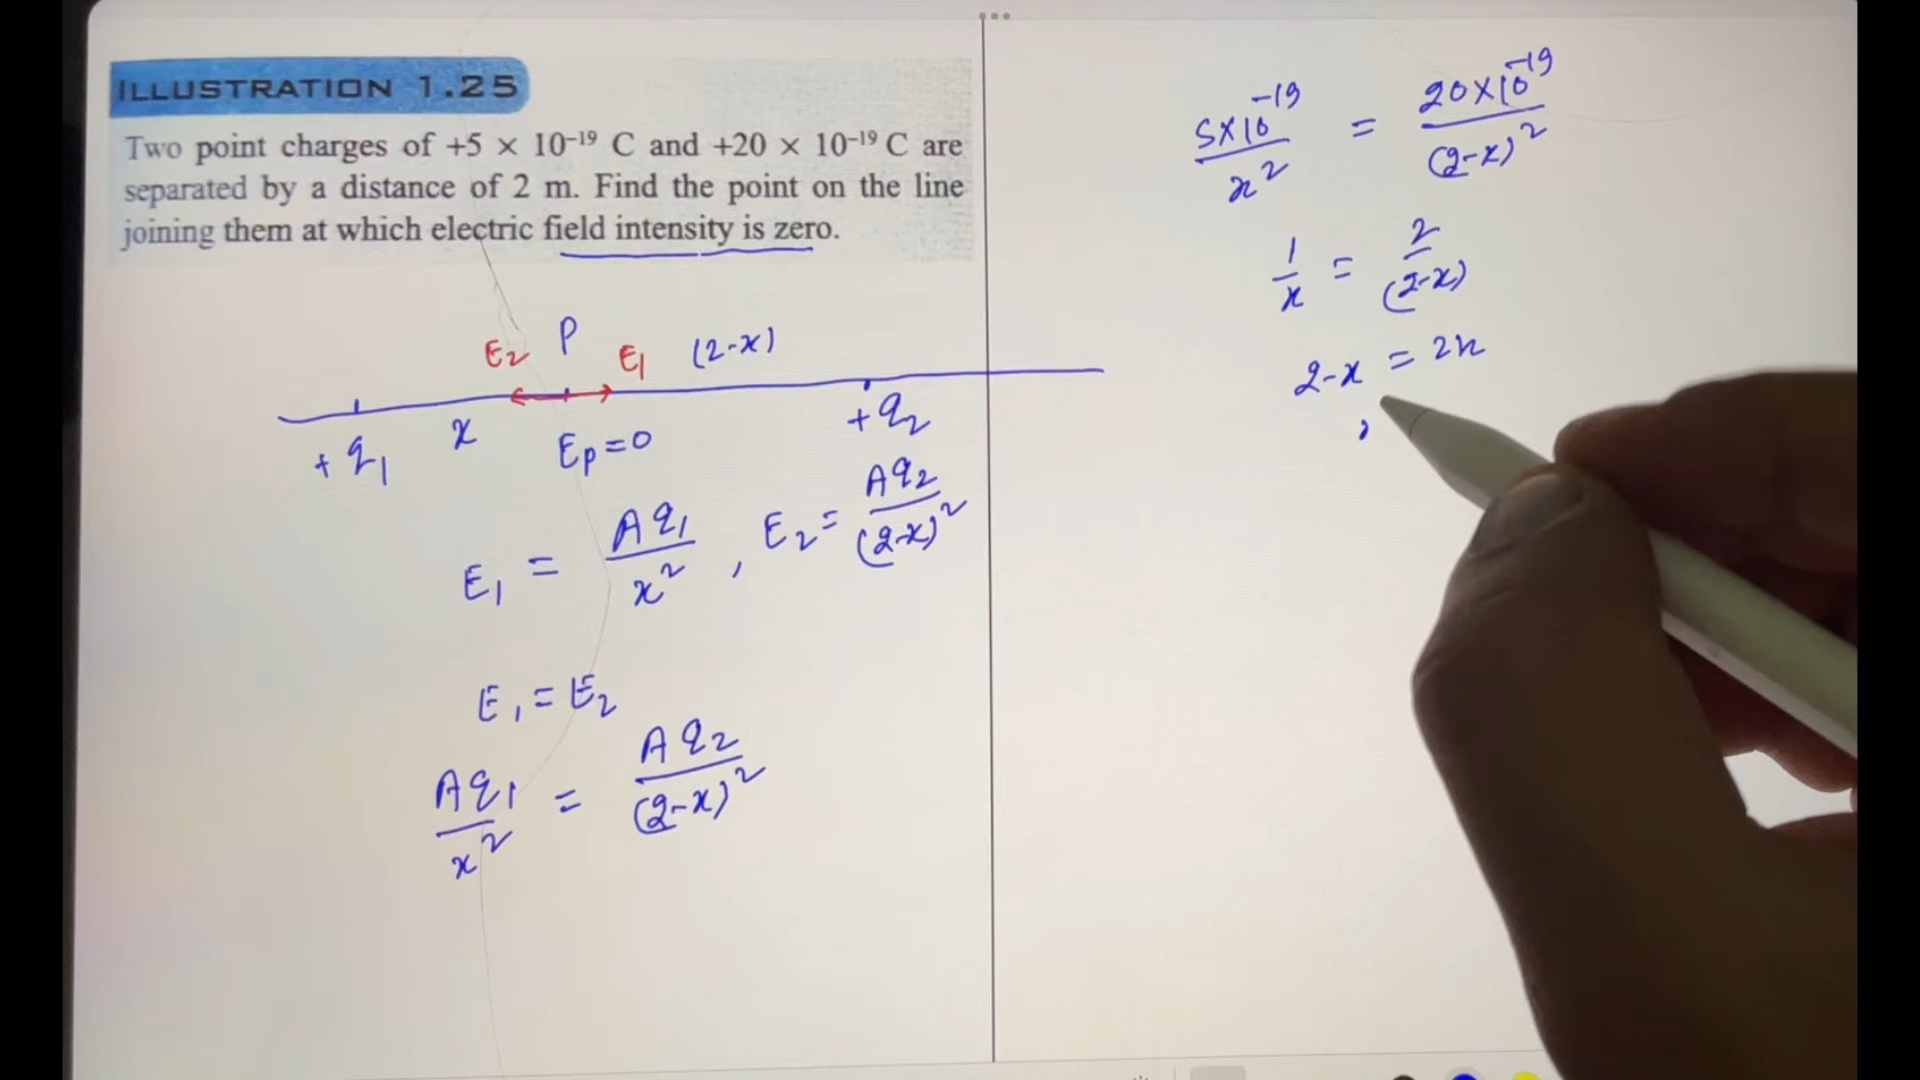 ILLUSTRATION 1.25
Two point charges of +5 × 10⁻¹⁹ C and +20 × 10⁻¹⁹ C are
separated by a distance of 2 m. Find the point on the line
joining them at which electric field intensity is zero.
E₂ P E₁ (2-x)
+q₁ x Ep=0 +q₂
E₁ = Aq₁/x² , E₂ = Aq₂/(2-x)²
E₁ = E₂
Aq₁/x² = Aq₂/(2-x)²
5×10⁻¹⁹/x² = 20×10⁻¹⁹/(2-x)²
1/x = 2/(2-x)
2-x = 2x